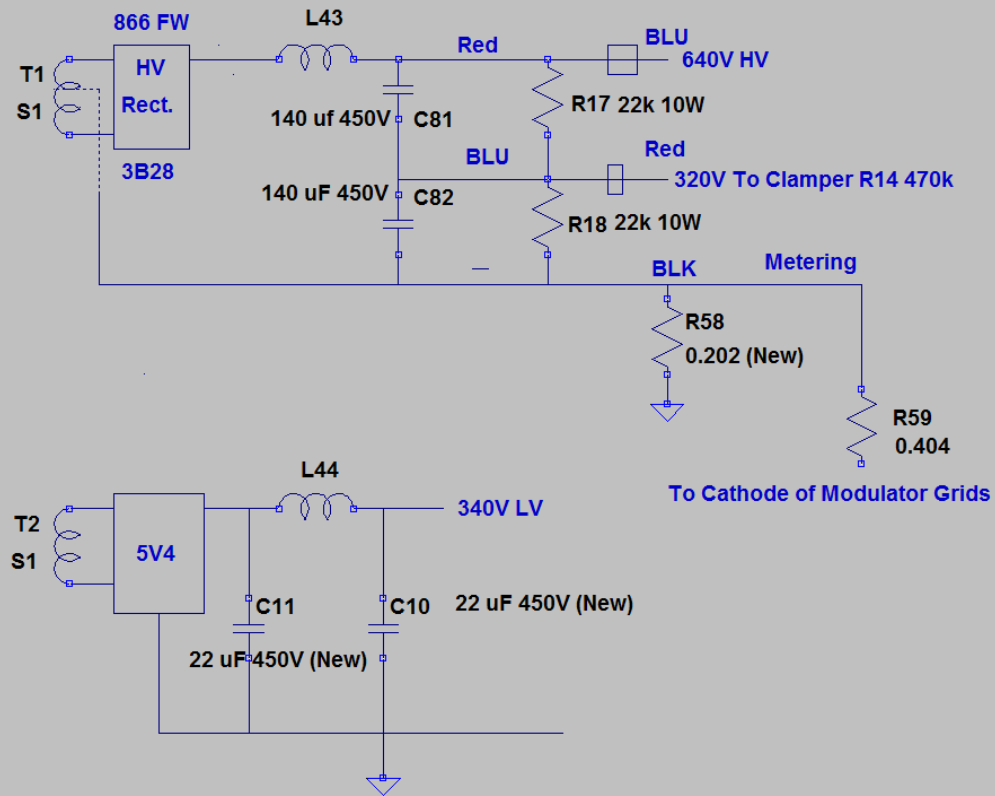 866 FW
L43
T1
S1
HV
Rect.
3B28
Red
BLU
640V HV
140 uf 450V
C81
R17
22k 10W
BLU
Red
320V To Clamper R14 470k
140 uF 450V
C82
R18
22k 10W
BLK
Metering
R58
0.202 (New)
R59
0.404
To Cathode of Modulator Grids
L44
340V LV
T2
S1
5V4
C11
22 uF 450V (New)
C10
22 uF 450V (New)